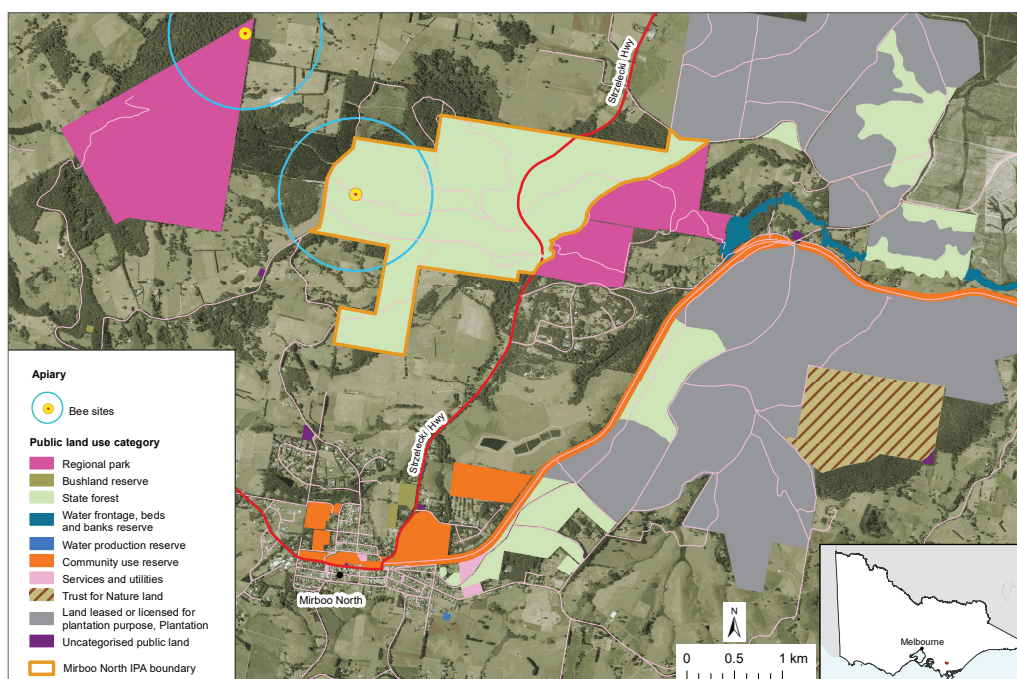 Strzelecki Hwy
Strzelecki Hwy
Mirboo North
Apiary
Bee sites
Public land use category
Regional park
Bushland reserve
State forest
Water frontage, beds
and banks reserve
Water production reserve
Community use reserve
Services and utilities
Trust for Nature land
Land leased or licensed for
plantation purpose, Plantation
Uncategorised public land
Mirboo North IPA boundary
N
0 0.5 1 km
Melbourne